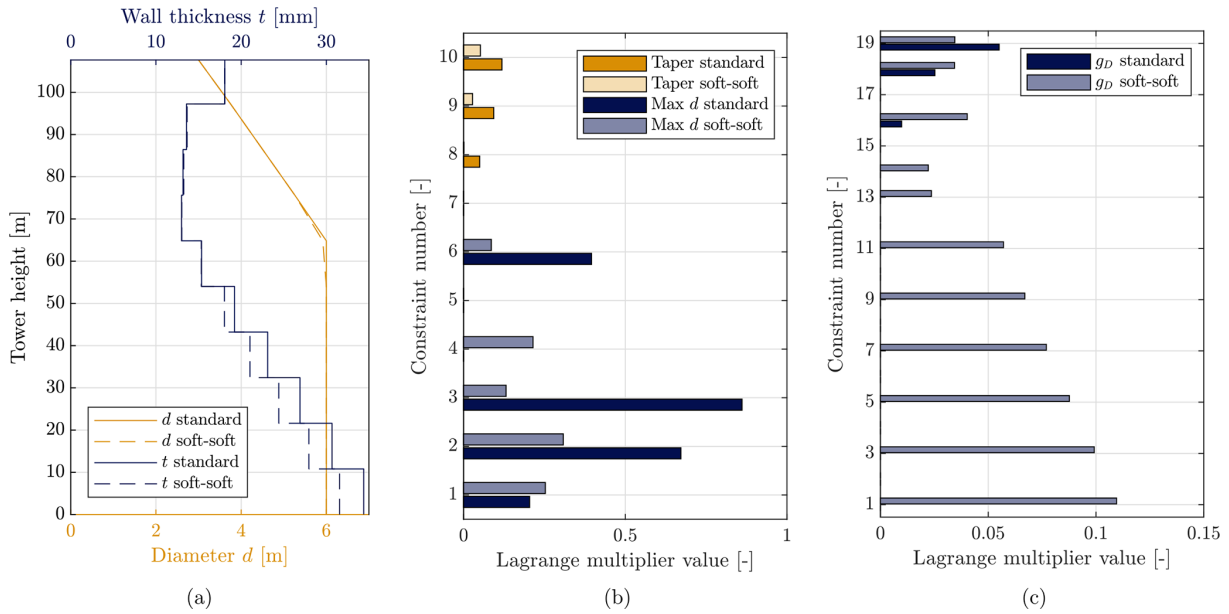 Wall thickness t [mm]
0 10 20 30
Tower height [m]
100
90
80
70
60
50
40
30
20
10
0
d standard
d soft-soft
t standard
t soft-soft
0 2 4 6
Diameter d [m]
(a)
Constraint number [-]
10
9
8
7
6
5
4
3
2
1
Taper standard
Taper soft-soft
Max d standard
Max d soft-soft
0 0.5 1
Lagrange multiplier value [-]
(b)
Constraint number [-]
19
18
16
14
13
11
9
7
5
3
1
g_D standard
g_D soft-soft
0 0.05 0.1 0.15
Lagrange multiplier value [-]
(c)